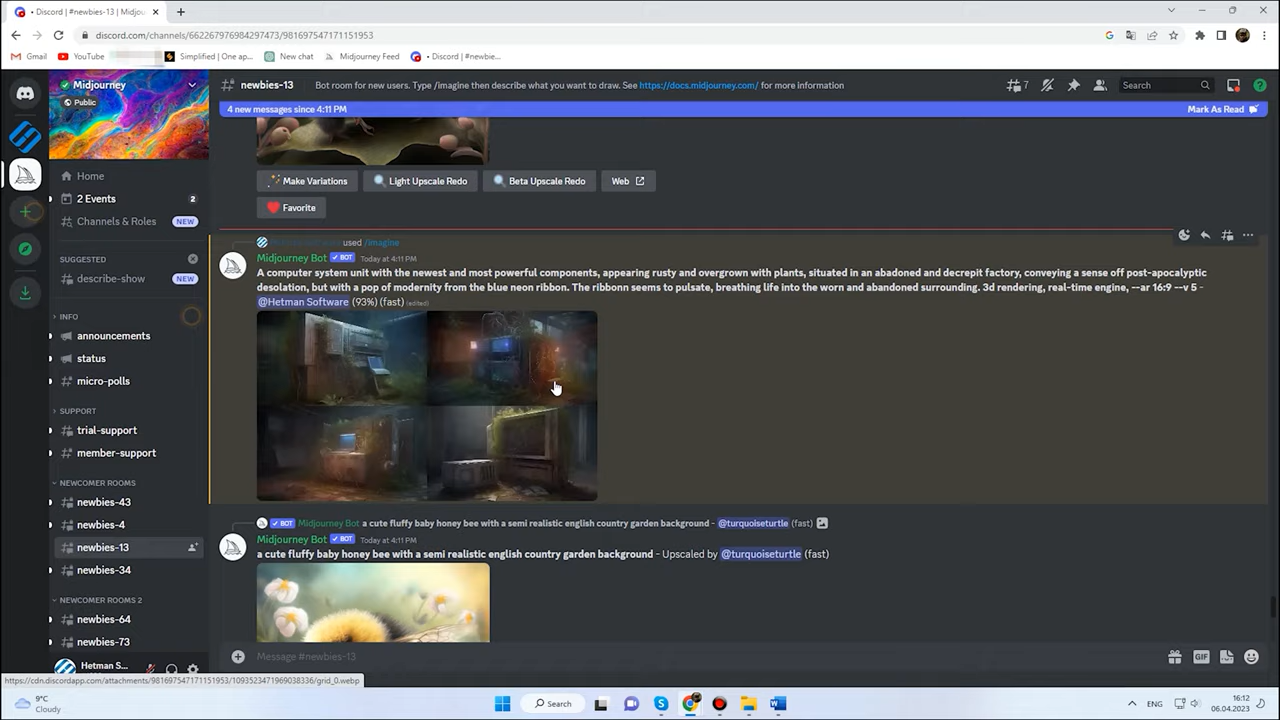 Discord | #newbies-13 | Midjou
discord.com/channels/662267976984297473/981697547171151953
Gmail
YouTube
Simplified | One ap...
New chat
Midjourney Feed
Discord | #newbie...
Midjourney
Public
newbies-13
Bot room for new users. Type /imagine then describe what you want to draw. See https://docs.midjourney.com/ for more information
7
Search
4 new messages since 4:11 PM
Mark As Read
Home
2 Events
2
Channels & Roles
NEW
SUGGESTED
describe-show
NEW
INFO
announcements
status
micro-polls
SUPPORT
trial-support
member-support
NEWCOMER ROOMS
newbies-43
newbies-4
newbies-13
newbies-34
NEWCOMER ROOMS 2
newbies-64
newbies-73
Hetman S...
Make Variations
Light Upscale Redo
Beta Upscale Redo
Web
Favorite
used /imagine
Midjourney Bot BOT Today at 4:11 PM
A computer system unit with the newest and most powerful components, appearing rusty and overgrown with plants, situated in an abdoned and decrepit factory, conveying a sense off post-apocalyptic
desolation, but with a pop of modernity from the blue neon ribbon. The ribbonn seems to pulsate, breathing life into the worn and abandoned surrounding. 3d rendering, real-time engine, --ar 16:9 --v 5 -
@Hetman Software (93%) (fast) (edited)
BOT Midjourney Bot a cute fluffy baby honey bee with a semi realistic english country garden background - @turquoiseturtle (fast)
Midjourney Bot BOT Today at 4:11 PM
a cute fluffy baby honey bee with a semi realistic english country garden background - Upscaled by @turquoiseturtle (fast)
Message #newbies-13
GIF
https://cdn.discordapp.com/attachments/981697547171151953/1093523471969038336/grid_0.webp
9°C
Cloudy
Search
ENG
16:12
06.04.2023